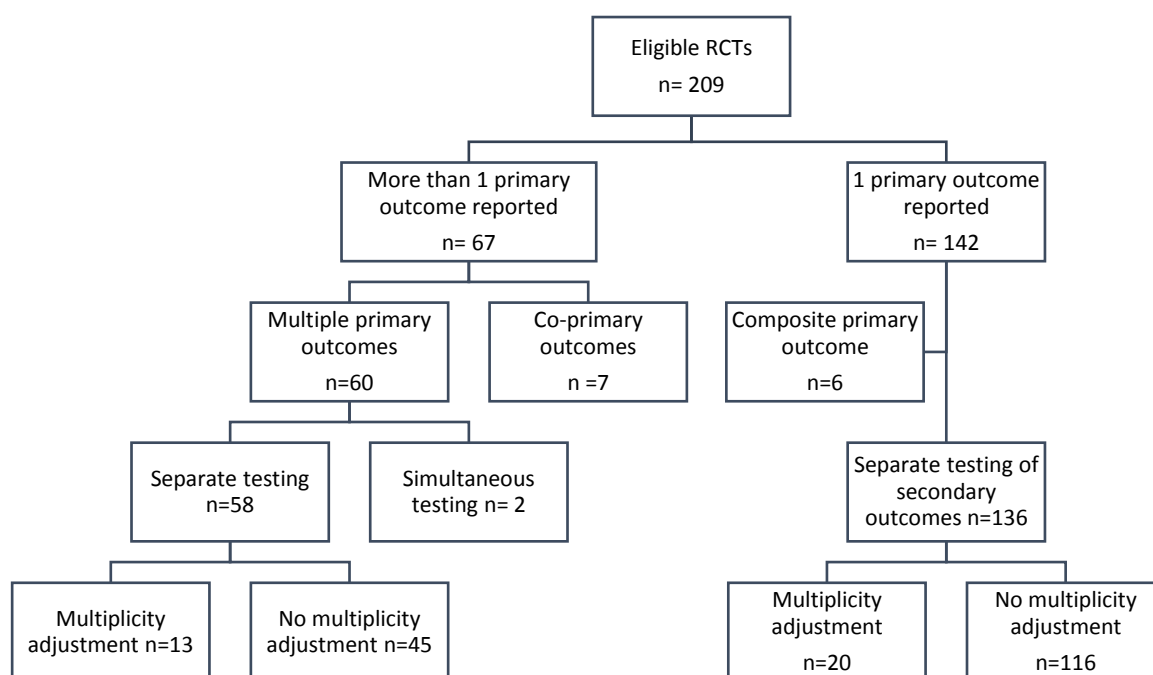 Eligible RCTs
n= 209
More than 1 primary
outcome reported
n= 67
1 primary outcome
reported
n= 142
Multiple primary
outcomes
n=60
Co-primary
outcomes
n =7
Composite primary
outcome
n=6
Separate testing
n=58
Simultaneous
testing n= 2
Separate testing of
secondary
outcomes n=136
Multiplicity
adjustment n=13
No multiplicity
adjustment n=45
Multiplicity
adjustment
n=20
No multiplicity
adjustment
n=116